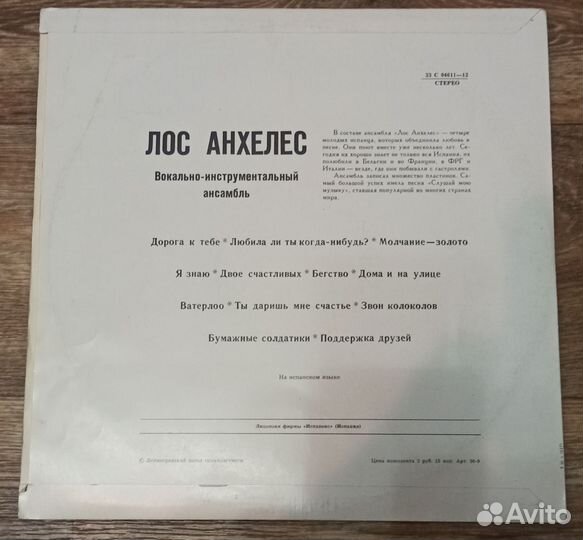 33 С 04611—12
СТЕРЕО
ЛОС АНХЕЛЕС
Вокально-инструментальный
ансамбль
В составе ансамбля «Лос Анхелес» — четыре
молодых испанца, которых объединила любовь к
песне. Они поют вместе уже несколько лет. Се-
годня их хорошо знает не только вся Испания, их
полюбили в Бельгии и во Франции, в ФРГ и
Италии — везде, где они побывали с гастролями.
Ансамбль записал множество пластинок. Са-
мый большой успех имела песня «Слушай мою
музыку», ставшая популярной во многих странах
мира.
Дорога к тебе * Любила ли ты когда-нибудь? * Молчание—золото
Я знаю * Двое счастливых * Бегство * Дома и на улице
Ватерлоо * Ты даришь мне счастье * Звон колоколов
Бумажные солдатики * Поддержка друзей
На испанском языке
Лицензия фирмы «Испавокс» (Испания)
© Ленинградский завод грампластинок
Цена комплекта 2 руб. 15 коп. Арт. 36-9
Avito